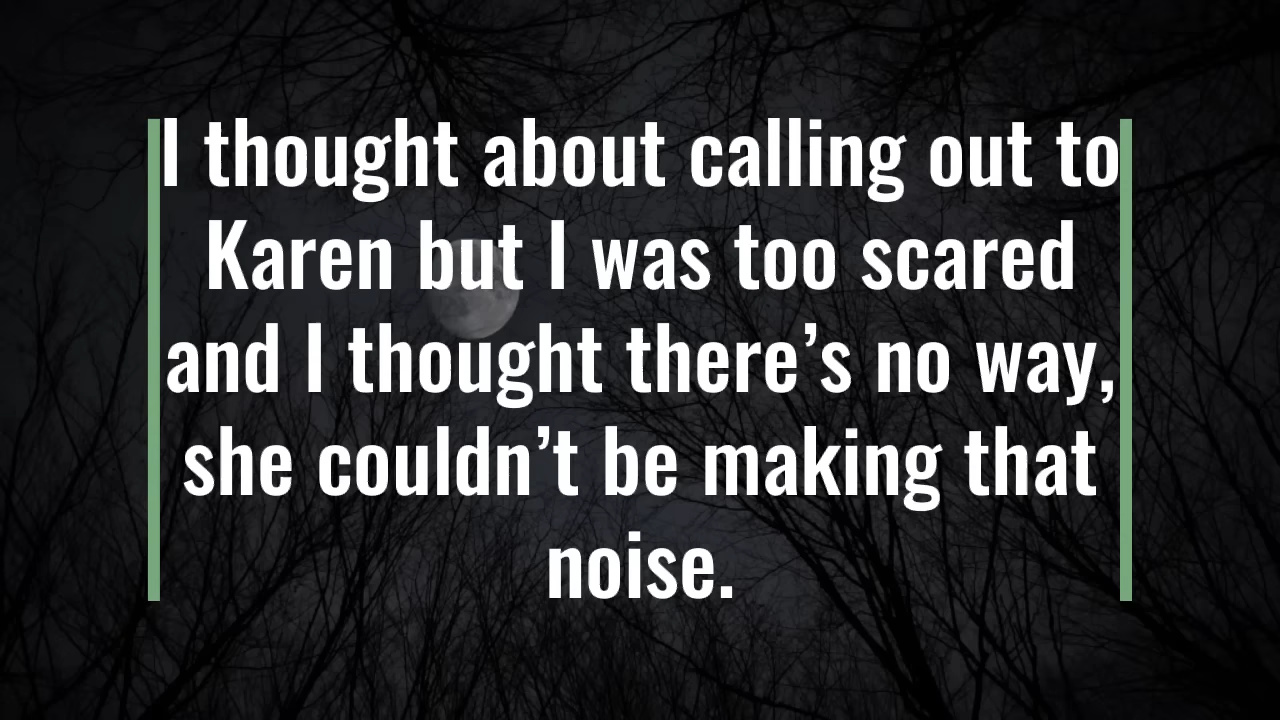 I thought about calling out to
Karen but I was too scared
and I thought there’s no way,
she couldn’t be making that
noise.